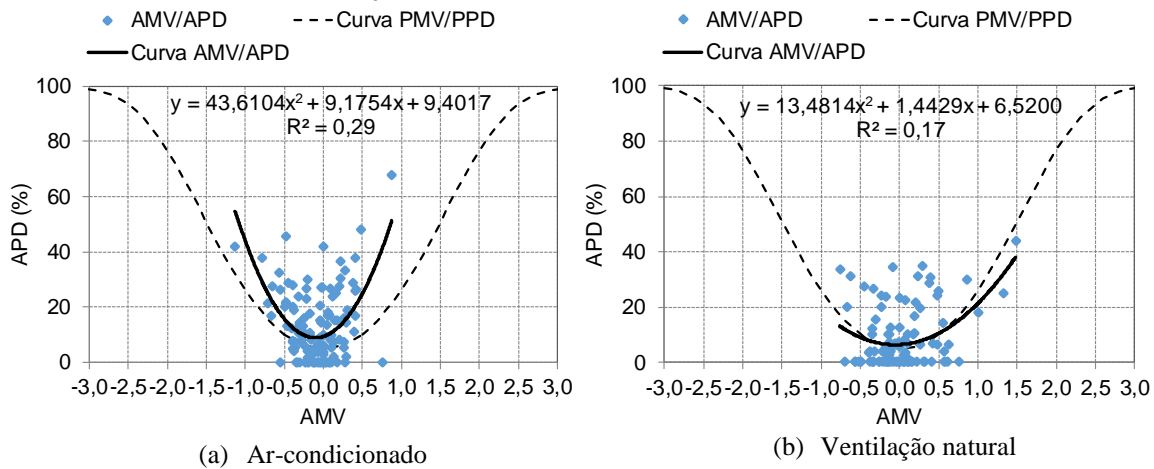 AMV/APD
Curva PMV/PPD
Curva AMV/APD
y = 43,6104x² + 9,1754x + 9,4017
R² = 0,29
APD (%)
100
80
60
40
20
0
-3,0 -2,5 -2,0 -1,5 -1,0 -0,5 0,0 0,5 1,0 1,5 2,0 2,5 3,0
AMV
(a) Ar-condicionado
AMV/APD
Curva PMV/PPD
Curva AMV/APD
y = 13,4814x² + 1,4429x + 6,5200
R² = 0,17
APD (%)
100
80
60
40
20
0
-3,0 -2,5 -2,0 -1,5 -1,0 -0,5 0,0 0,5 1,0 1,5 2,0 2,5 3,0
AMV
(b) Ventilação natural